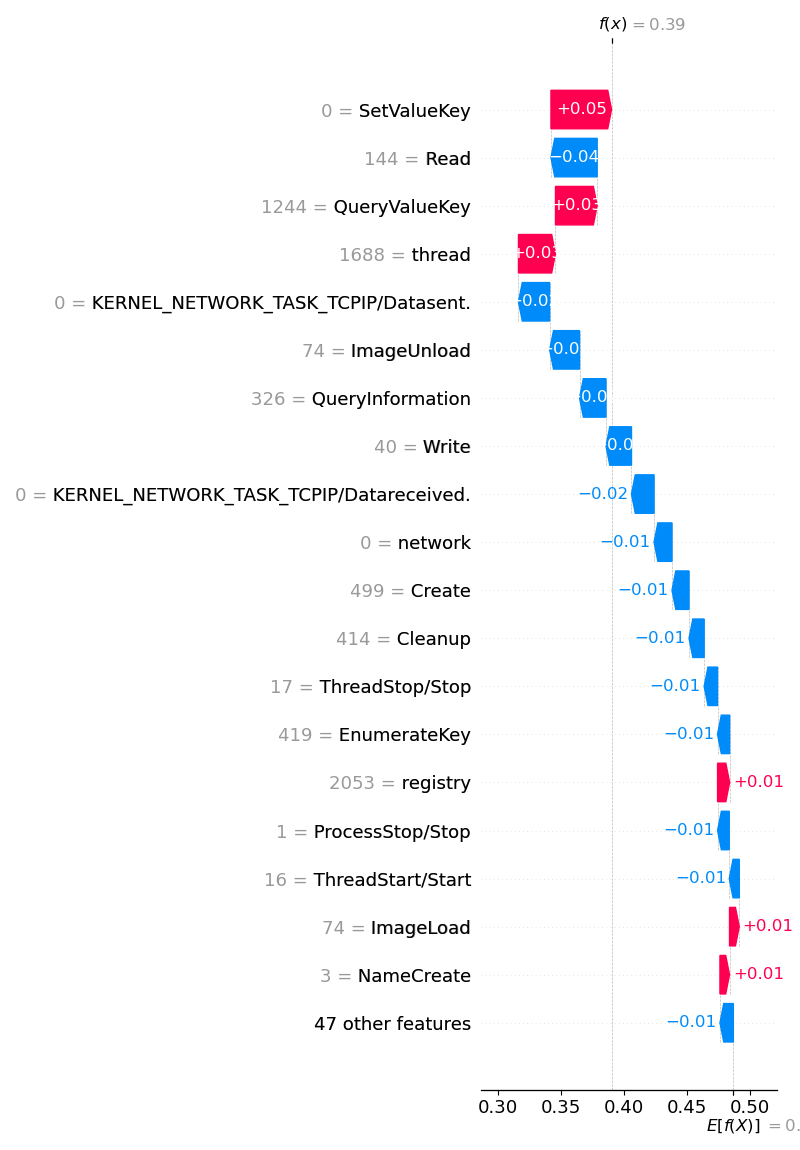 f(x) = 0.39
0 = SetValueKey
+0.05
144 = Read
−0.04
1244 = QueryValueKey
+0.03
1688 = thread
+0.03
0 = KERNEL_NETWORK_TASK_TCPIP/Datasent.
74 = ImageUnload
326 = QueryInformation
40 = Write
0 = KERNEL_NETWORK_TASK_TCPIP/Datareceived.
−0.02
0 = network
−0.01
499 = Create
−0.01
414 = Cleanup
−0.01
17 = ThreadStop/Stop
−0.01
419 = EnumerateKey
−0.01
2053 = registry
+0.01
1 = ProcessStop/Stop
−0.01
16 = ThreadStart/Start
−0.01
74 = ImageLoad
+0.01
3 = NameCreate
+0.01
47 other features
−0.01
0.30 0.35 0.40 0.45 0.50
E[f(X)] = 0.